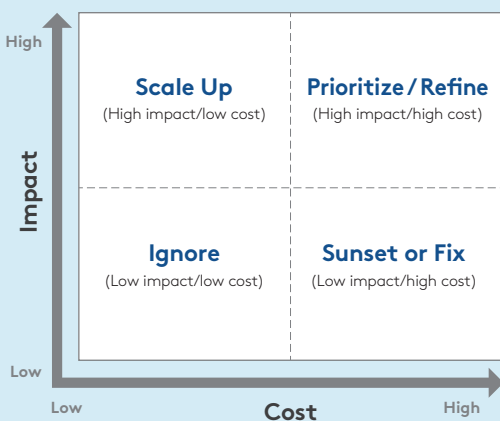 High
Scale Up
(High impact/low cost)
Prioritize / Refine
(High impact/high cost)
Impact
Ignore
(Low impact/low cost)
Sunset or Fix
(Low impact/high cost)
Low
Low
Cost
High